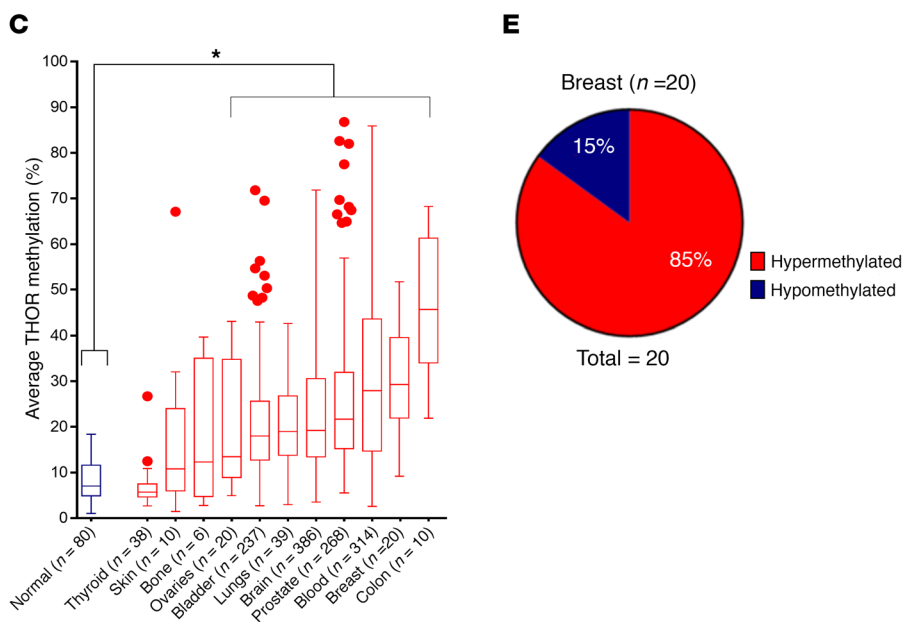 C
*
Average THOR methylation (%)
100
90
80
70
60
50
40
30
20
10
0
Normal (n = 80)
Thyroid (n = 38)
Skin (n = 10)
Bone (n = 6)
Ovaries (n = 20)
Bladder (n = 237)
Lungs (n = 39)
Brain (n = 386)
Prostate (n = 268)
Blood (n = 314)
Breast (n =20)
Colon (n = 10)
E
Breast (n =20)
15%
85%
Hypermethylated
Hypomethylated
Total = 20